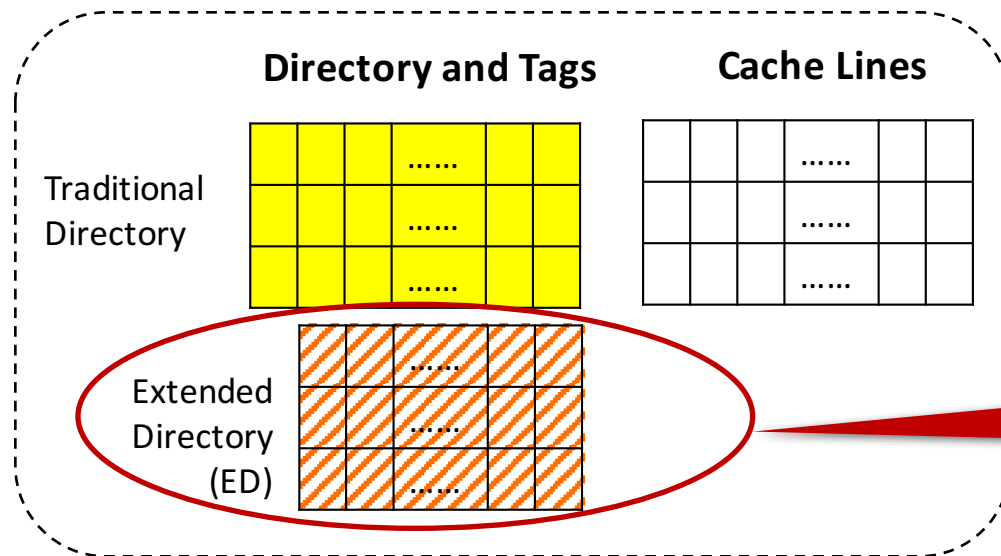 Directory and Tags
Cache Lines
Traditional
Directory
……
……
……
……
……
……
Extended
Directory
(ED)
……
……
……